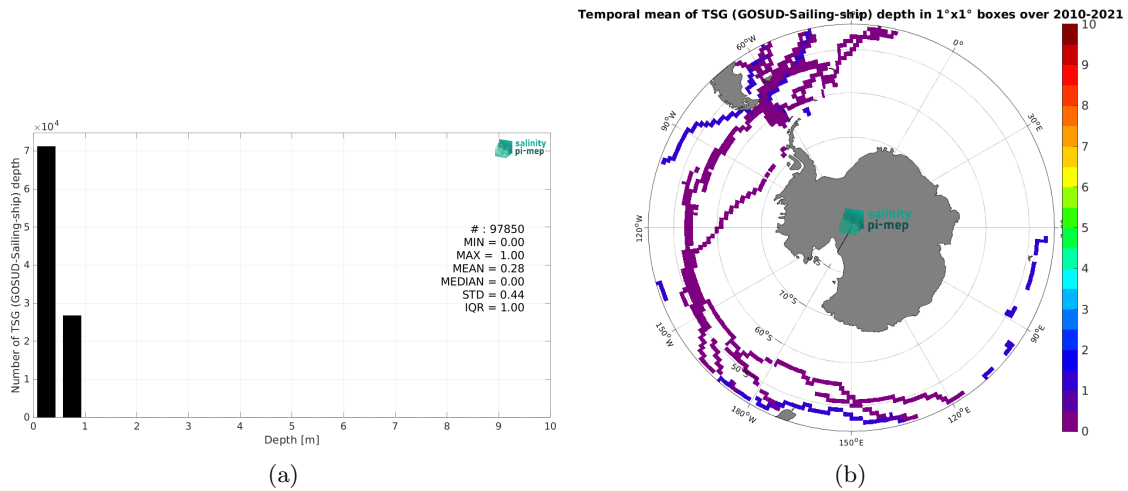 Number of TSG (GOSUD-Sailing-ship) depth
×10⁴
7
6
5
4
3
2
1
0
0 1 2 3 4 5 6 7 8 9 10
Depth [m]
salinity
pi-mep
# : 97850
MIN = 0.00
MAX = 1.00
MEAN = 0.28
MEDIAN = 0.00
STD = 0.44
IQR = 1.00
(a)
Temporal mean of TSG (GOSUD-Sailing-ship) depth in 1°x1° boxes over 2010-2021
60°W
0°
90°W
30°E
120°W
salinity
pi-mep
70°S
60°S
50°S
150°W
90°E
180°W
120°E
150°E
10
9
8
7
6
5
4
3
2
1
0
(b)